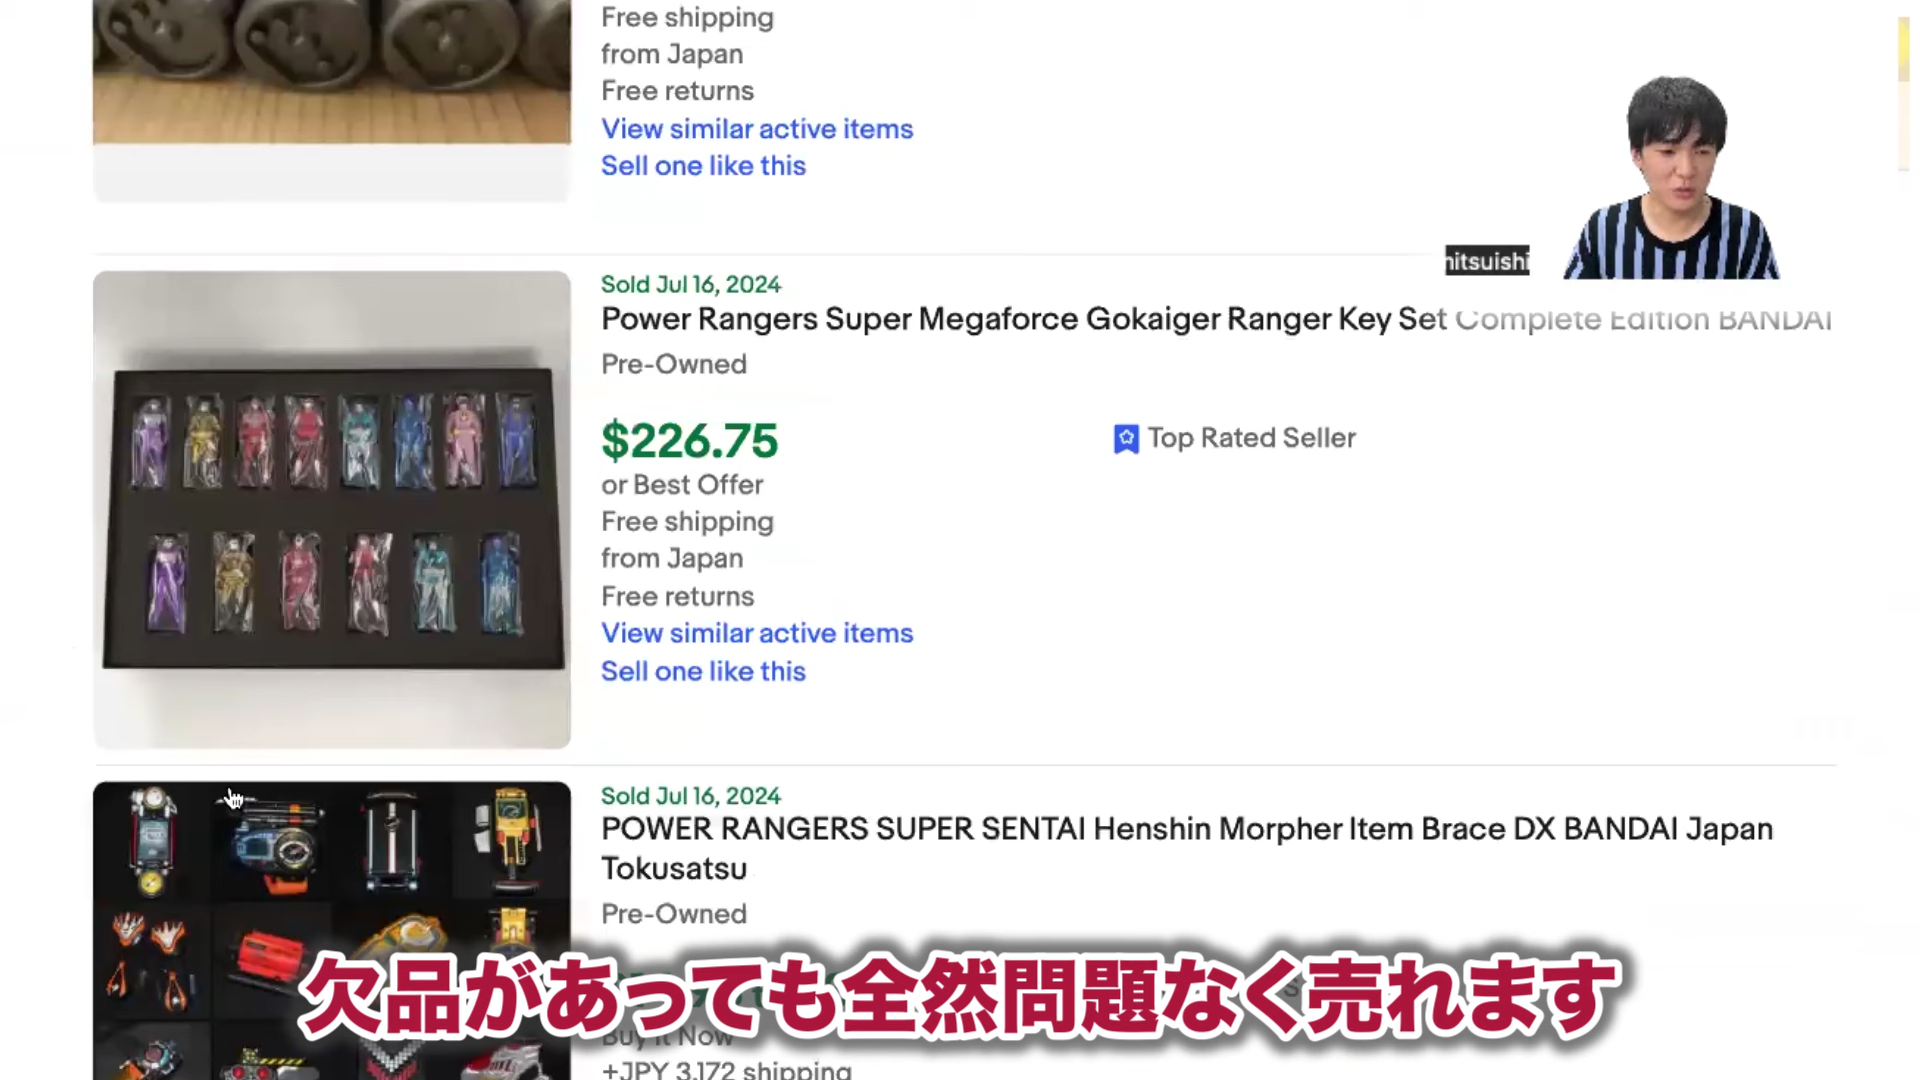 Free shipping
from Japan
Free returns
View similar active items
Sell one like this
nitsuishi
Sold Jul 16, 2024
Power Rangers Super Megaforce Gokaiger Ranger Key Set Complete Edition BANDAI
Pre-Owned
$226.75
Top Rated Seller
or Best Offer
Free shipping
from Japan
Free returns
View similar active items
Sell one like this
Sold Jul 16, 2024
POWER RANGERS SUPER SENTAI Henshin Morpher Item Brace DX BANDAI Japan
Tokusatsu
Pre-Owned
欠品があっても全然問題なく売れます
Buy It Now
+JPY 3,172 shipping